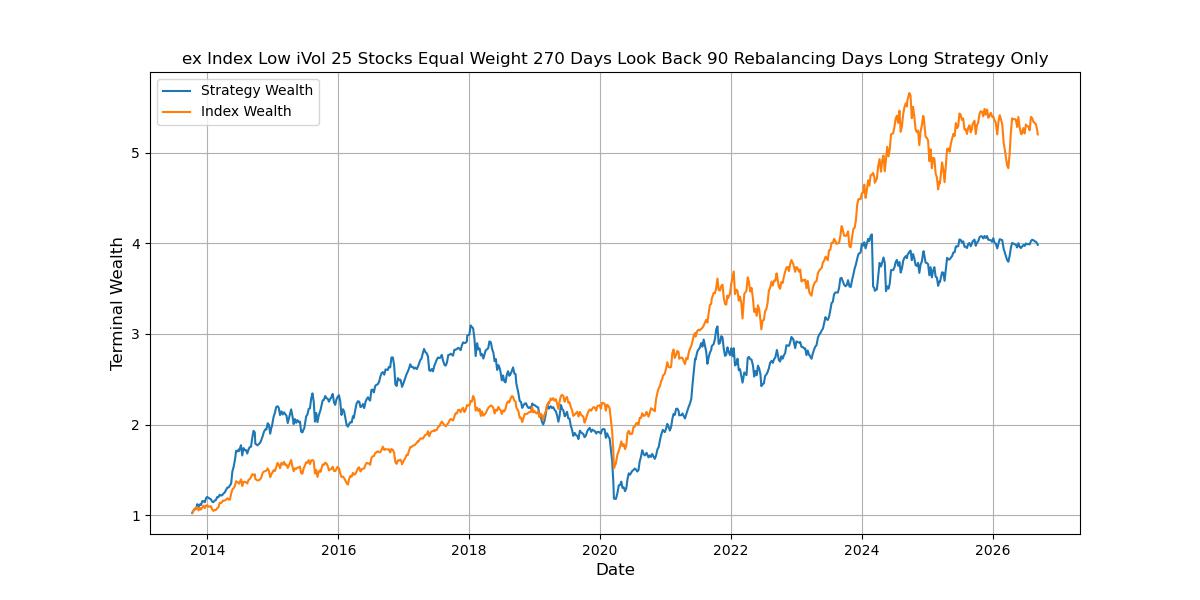 ex Index Low iVol 25 Stocks Equal Weight 270 Days Look Back 90 Rebalancing Days Long Strategy Only
Strategy Wealth
Index Wealth
Terminal Wealth
5
4
3
2
1
2014 2016 2018 2020 2022 2024 2026
Date